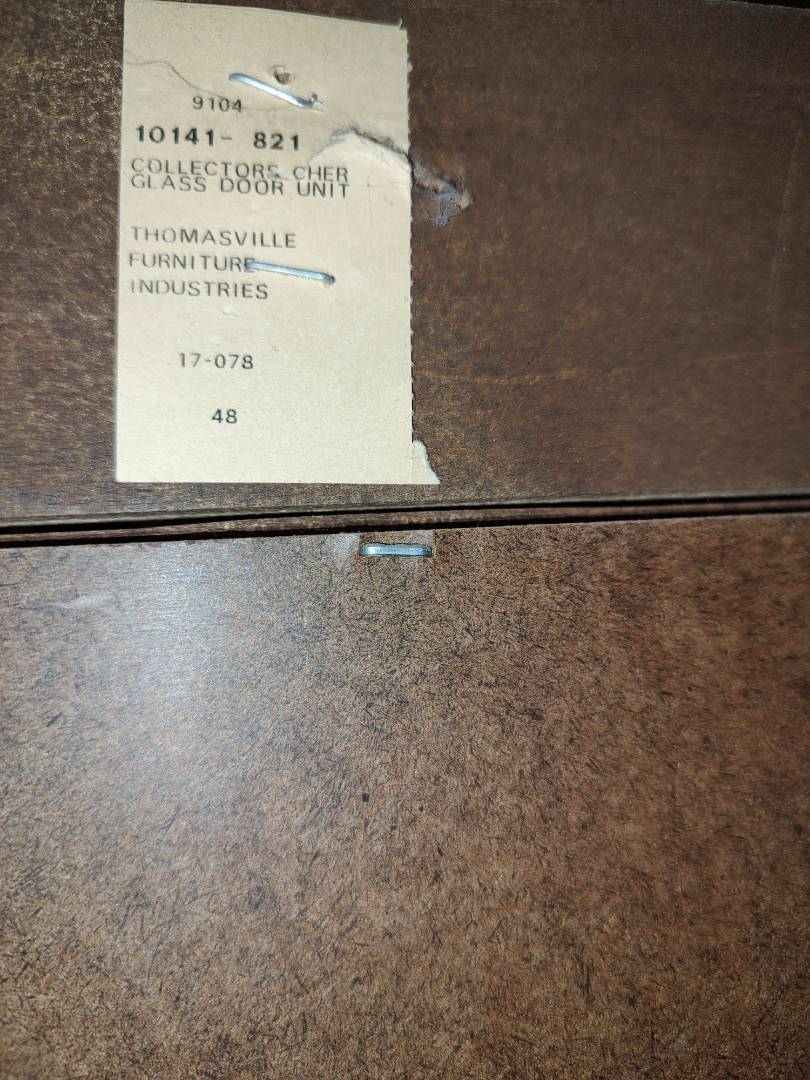 9104
10141- 821
COLLECTORS CHER
GLASS DOOR UNIT
THOMASVILLE
FURNITURE
INDUSTRIES
17-078
48